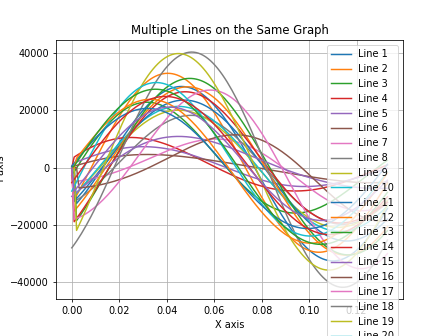 Multiple Lines on the Same Graph
40000
20000
0
−20000
−40000
axis
0.00
0.02
0.04
0.06
0.08
0.10
X axis
Line 1
Line 2
Line 3
Line 4
Line 5
Line 6
Line 7
Line 8
Line 9
Line 10
Line 11
Line 12
Line 13
Line 14
Line 15
Line 16
Line 17
Line 18
Line 19
Line 20